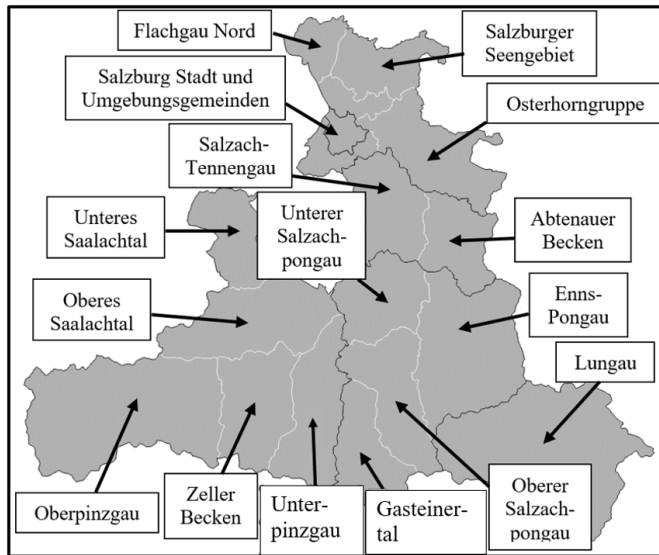 Flachgau Nord
Salzburger
Seengebiet
Salzburg Stadt und
Umgebungsgemeinden
Osterhorngruppe
Salzach-
Tennengau
Unteres
Saalachtal
Unterer
Salzach-
pongau
Abtenauer
Becken
Oberes
Saalachtal
Enns-
Pongau
Lungau
Oberpinzgau
Zeller
Becken
Unter-
pinzgau
Gasteiner-
tal
Oberer
Salzach-
pongau